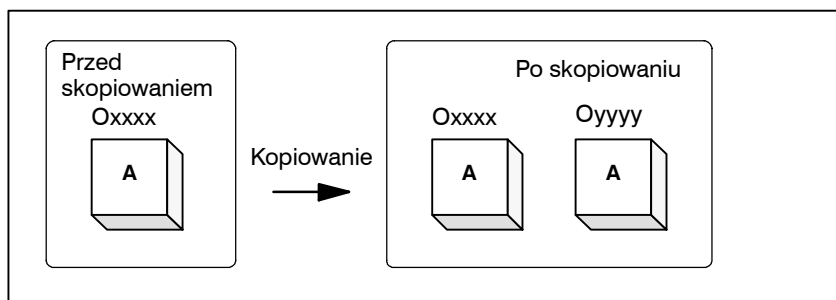 Przed
skopiowaniem
Oxxxx
A
Kopiowanie
Po skopiowaniu
Oxxxx
Oyyyy
A
A